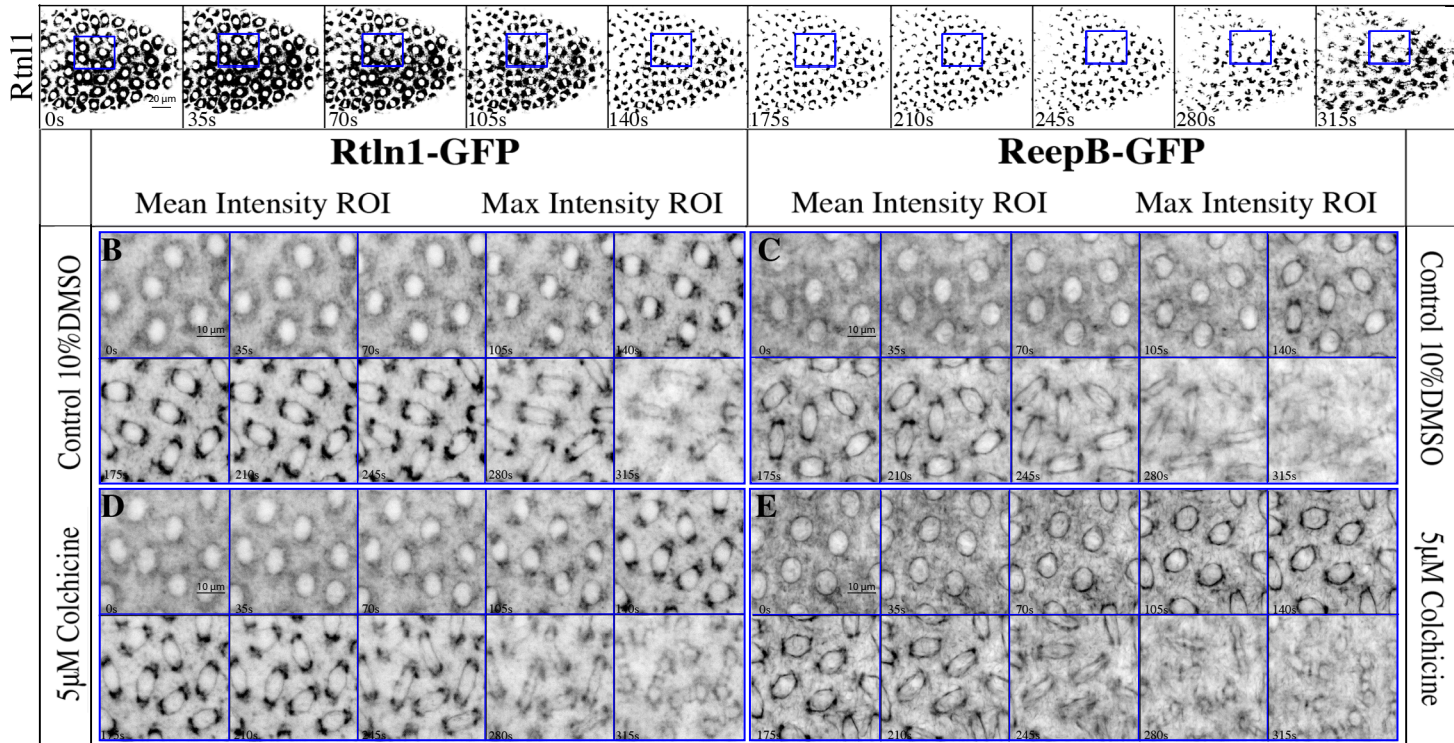 Rtnl1
20 µm
0s 35s 70s 105s 140s 175s 210s 245s 280s 315s
Rtln1-GFP ReepB-GFP
Mean Intensity ROI Max Intensity ROI Mean Intensity ROI Max Intensity ROI
Control 10%DMSO
B
10 µm
0s 35s 70s 105s 140s
175s 210s 245s 280s 315s
C
10 µm
0s 35s 70s 105s 140s
175s 210s 245s 280s 315s
Control 10%DMSO
5µM Colchicine
D
10 µm
0s 35s 70s 105s 140s
175s 210s 245s 280s 315s
E
10 µm
0s 35s 70s 105s 140s
175s 210s 245s 280s 315s
5µM Colchicine